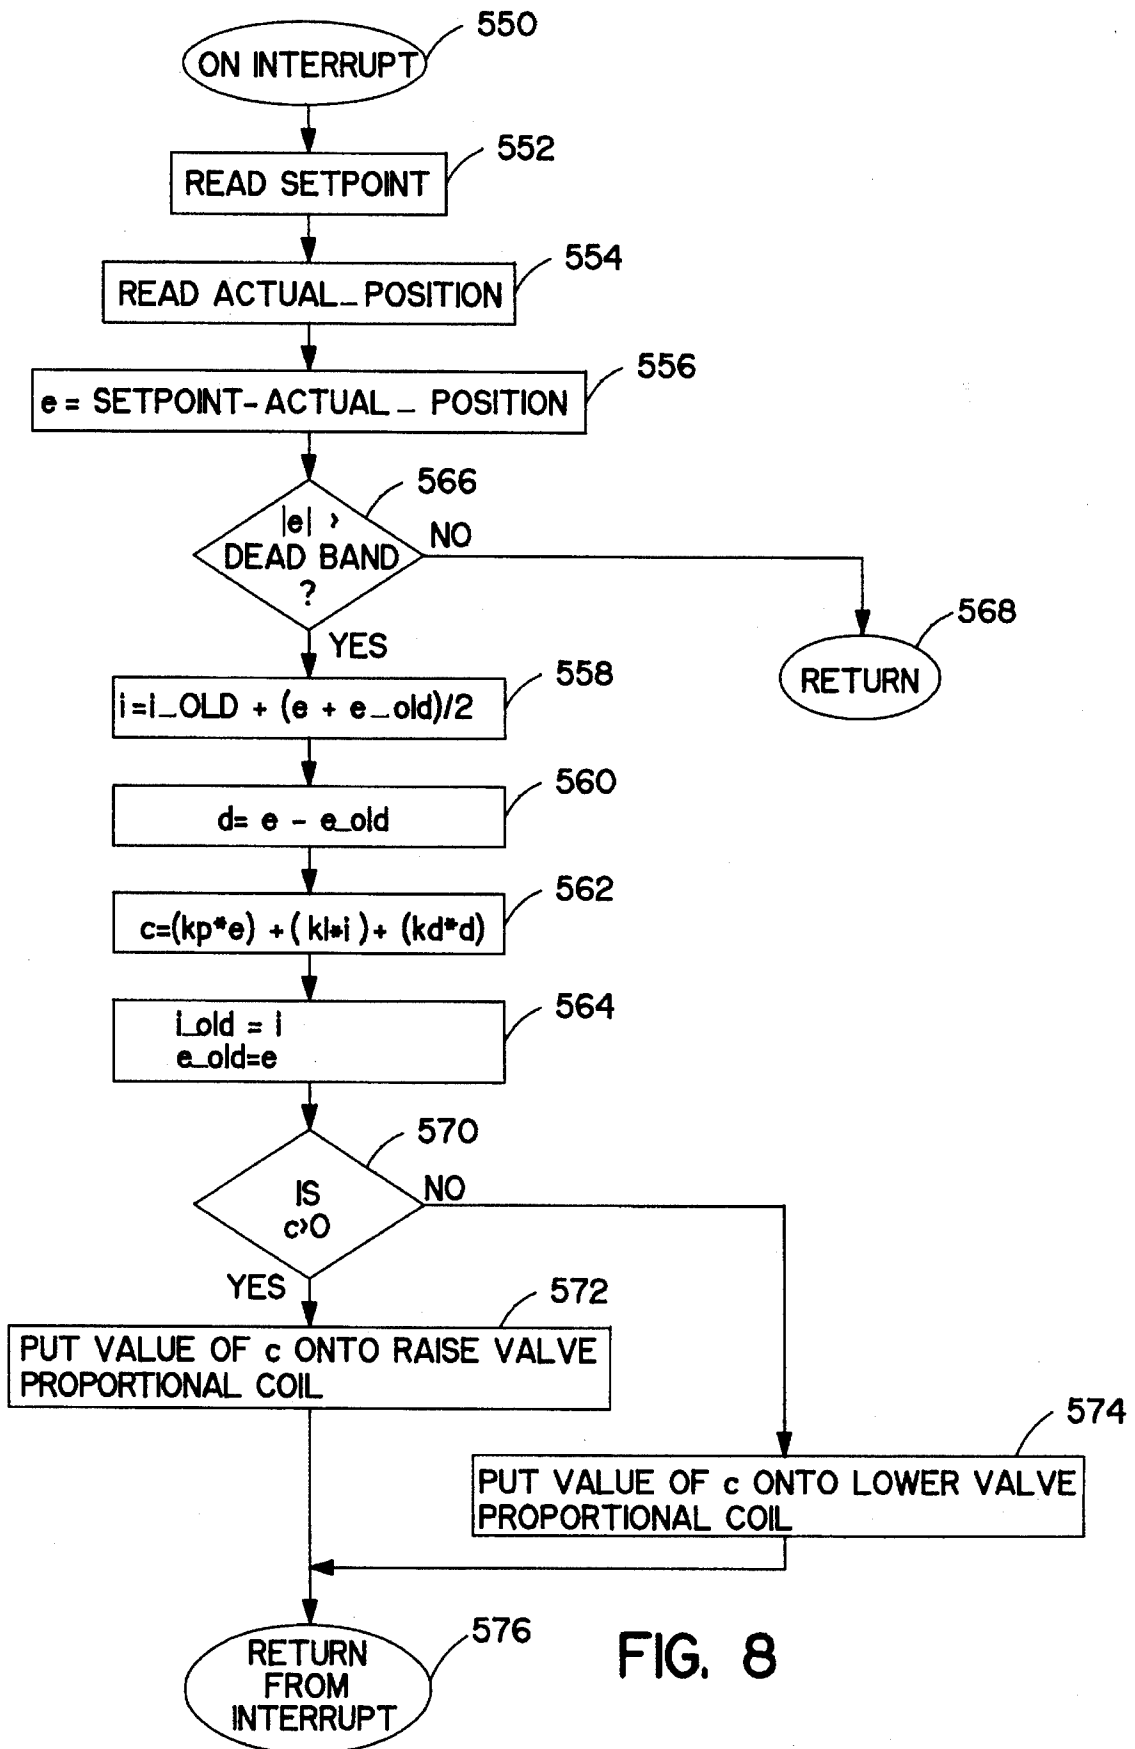 550
ON INTERRUPT
552
READ SETPOINT
554
READ ACTUAL_POSITION
556
e = SETPOINT-ACTUAL_ POSITION
566
|e| >
DEAD BAND
?
NO
YES
568
RETURN
558
i=i_OLD + (e + e_old)/2
560
d= e - e_old
562
c=(kp*e) + (ki*i) + (kd*d)
564
i_old = i
e_old=e
570
IS
c>0
NO
YES
572
PUT VALUE OF c ONTO RAISE VALVE
PROPORTIONAL COIL
574
PUT VALUE OF c ONTO LOWER VALVE
PROPORTIONAL COIL
576
RETURN
FROM
INTERRUPT
FIG. 8